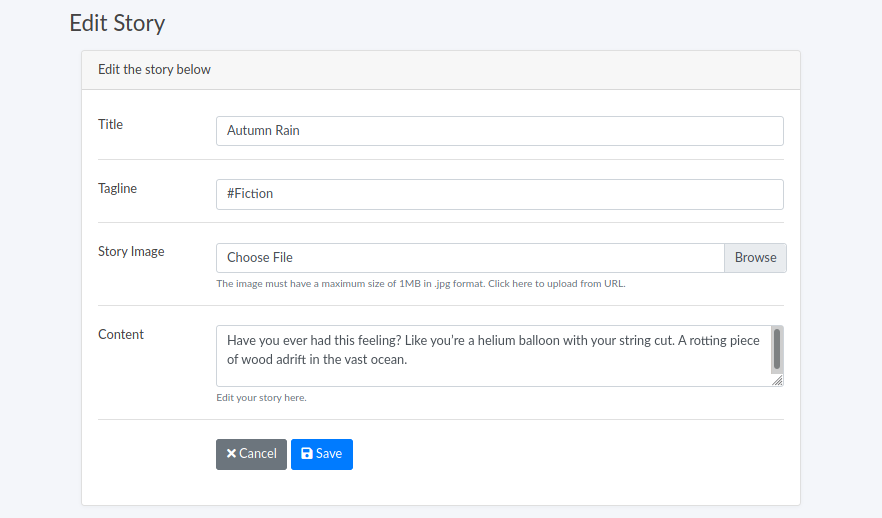 Edit Story
Edit the story below
Title
Autumn Rain
Tagline
#Fiction
Story Image
Choose File
Browse
The image must have a maximum size of 1MB in .jpg format. Click here to upload from URL.
Content
Have you ever had this feeling? Like you're a helium balloon with your string cut. A rotting piece
of wood adrift in the vast ocean.
Edit your story here.
Cancel
Save